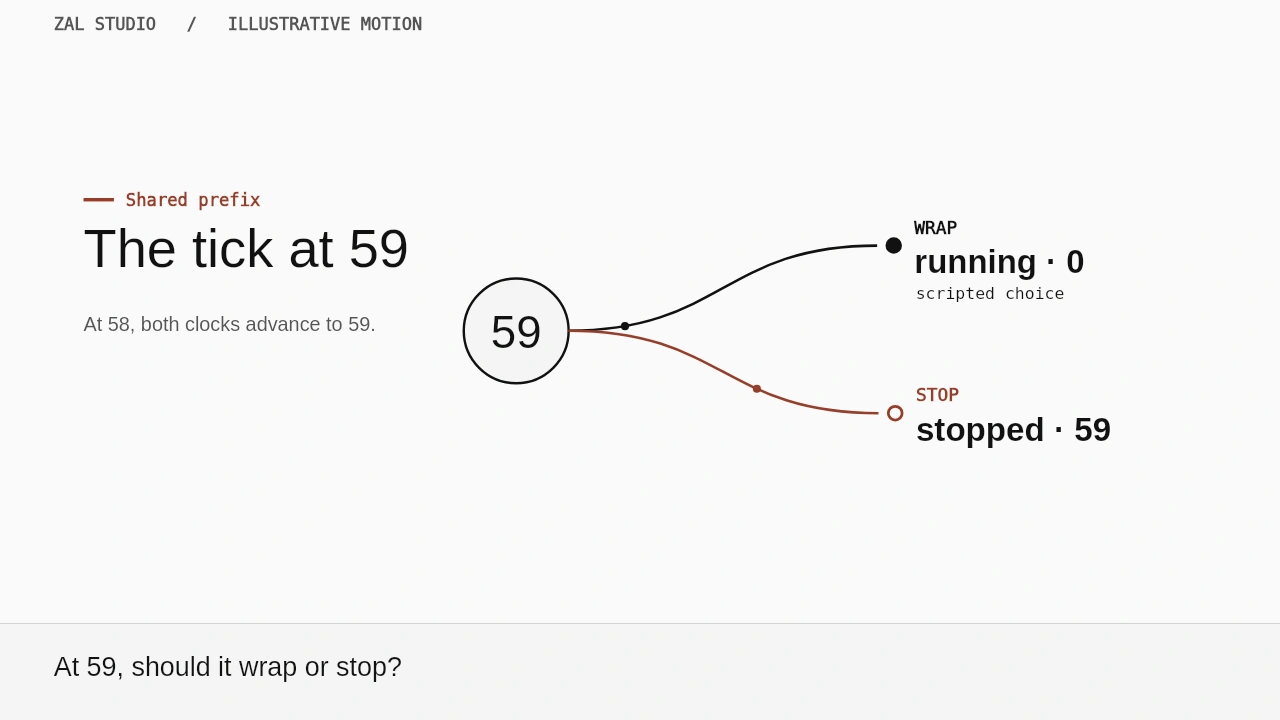 ZAL STUDIO / ILLUSTRATIVE MOTION
Shared prefix
The tick at 59
At 58, both clocks advance to 59.
59
WRAP
running · 0
scripted choice
STOP
stopped · 59
At 59, should it wrap or stop?